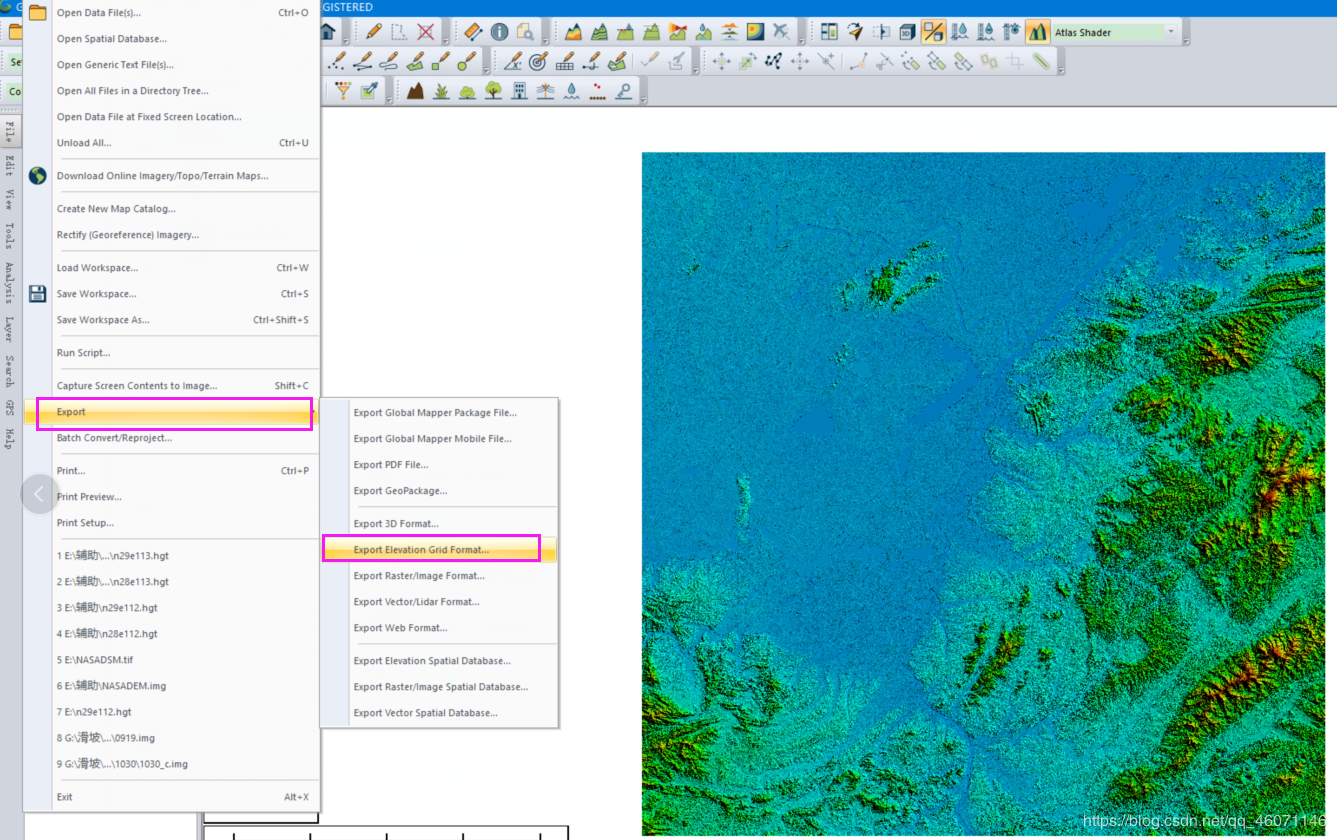 GISTERED
Open Data File(s)... Ctrl+O
Open Spatial Database...
Open Generic Text File(s)...
Open All Files in a Directory Tree...
Open Data File at Fixed Screen Location...
Unload All... Ctrl+U
Download Online Imagery/Topo/Terrain Maps...
Create New Map Catalog...
Rectify (Georeference) Imagery...
Load Workspace... Ctrl+W
Save Workspace... Ctrl+S
Save Workspace As... Ctrl+Shift+S
Run Script...
Capture Screen Contents to Image... Shift+C
Export
Batch Convert/Reproject...
Print... Ctrl+P
Print Preview...
Print Setup...
1 E:\辅助\...\n29e113.hgt
2 E:\辅助\...\n28e113.hgt
3 E:\辅助\n29e112.hgt
4 E:\辅助\n28e112.hgt
5 E:\NASADSM.tif
6 E:\辅助\NASADEM.img
7 E:\n29e112.hgt
8 G:\滑坡\...\0919.img
9 G:\滑坡\...\1030\1030_c.img
Exit Alt+X
Export Global Mapper Package File...
Export Global Mapper Mobile File...
Export PDF File...
Export GeoPackage...
Export 3D Format...
Export Elevation Grid Format...
Export Raster/Image Format...
Export Vector/Lidar Format...
Export Web Format...
Export Elevation Spatial Database...
Export Raster/Image Spatial Database...
Export Vector Spatial Database...
Atlas Shader
3D
G
Se
Co
File
Edit
View
Tools
Analysis
Layer
Search
GPS
Help
https://blog.csdn.net/qq_46071146